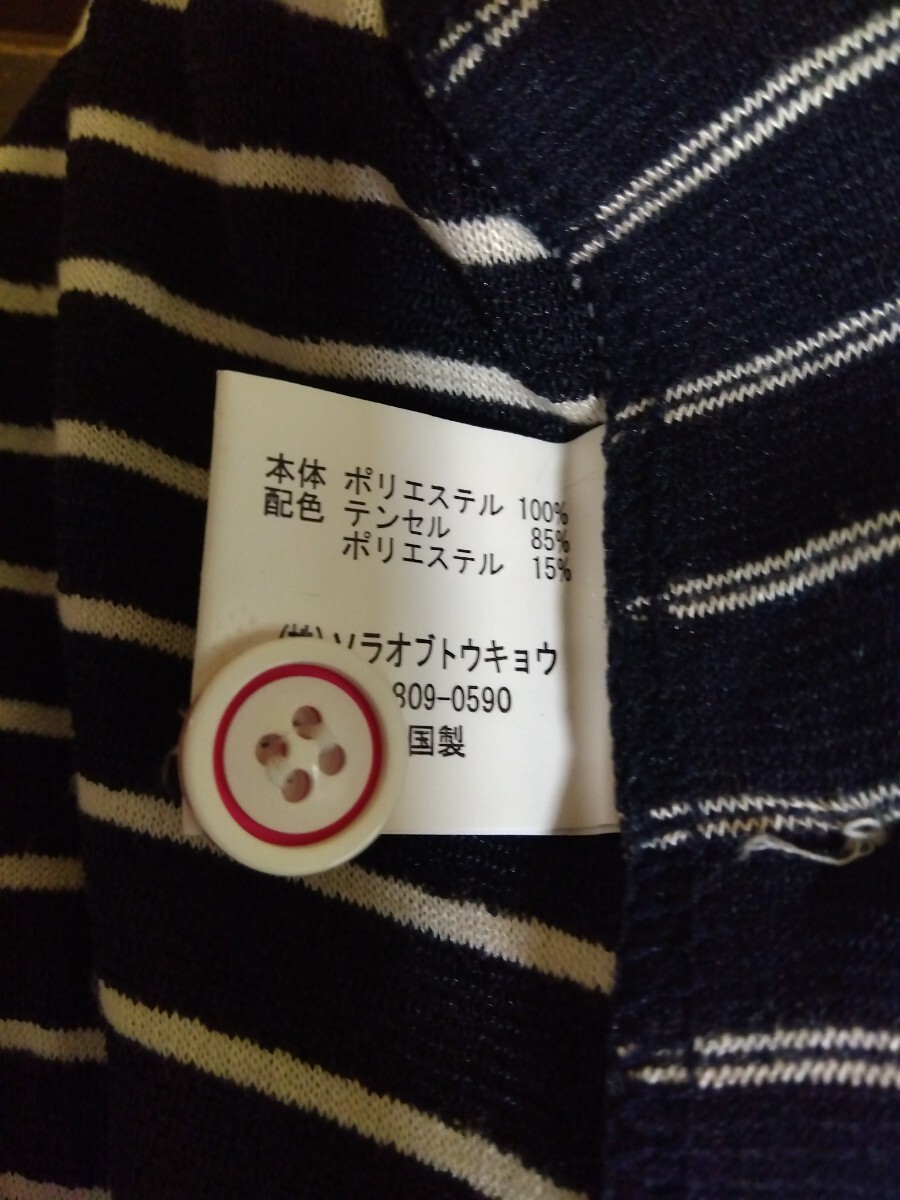 本体 ポリエステル 100%
配色 テンセル 85%
ポリエステル 15%
(株)ソラオブトウキョウ
809-0590
国製